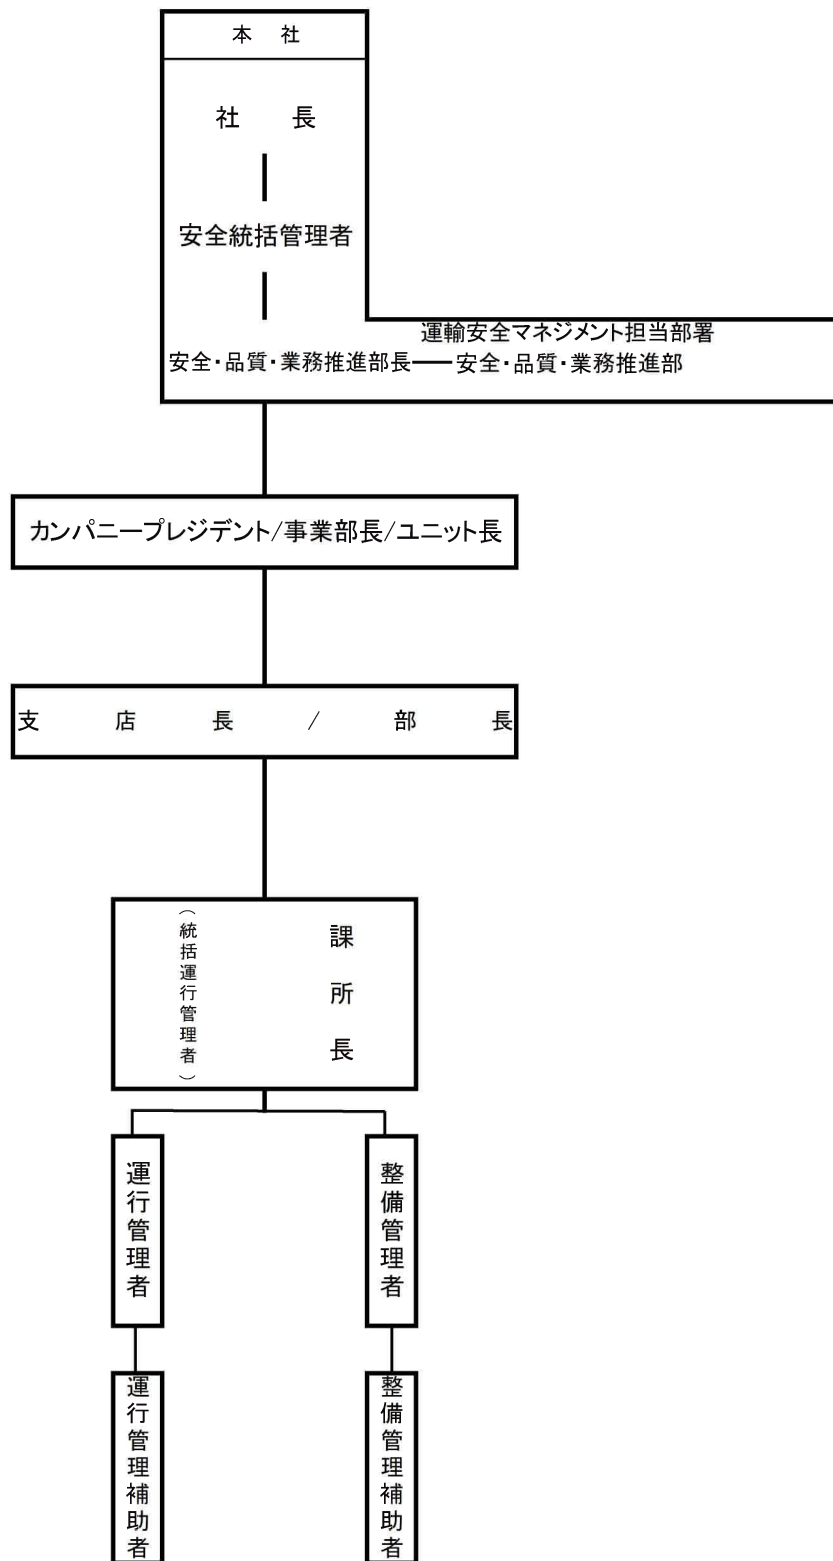 本 社
社 長
安全統括管理者
運輸安全マネジメント担当部署
安全・品質・業務推進部長
安全・品質・業務推進部
カンパニープレジデント/事業部長/ユニット長
支店長/部長
課所長
（統括運行管理者）
運行管理者
整備管理者
運行管理補助者
整備管理補助者